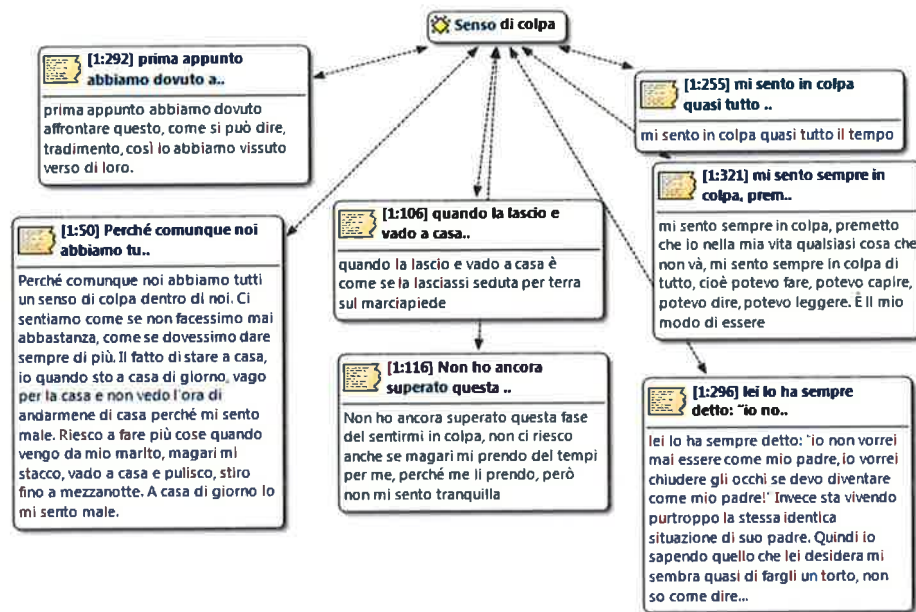 Senso di colpa
[1:292] prima appunto
abbiamo dovuto a..
prima appunto abbiamo dovuto
affrontare questo, come si può dire,
tradimento, così lo abbiamo vissuto
verso di loro.
[1:255] mi sento in colpa
quasi tutto ..
mi sento in colpa quasi tutto il tempo
[1:321] mi sento sempre in
colpa, prem..
mi sento sempre in colpa, premetto
che io nella mia vita qualsiasi cosa che
non và, mi sento sempre in colpa di
tutto, cioè potevo fare, potevo capire,
potevo dire, potevo leggere. È il mio
modo di essere
[1:50] Perché comunque noi
abbiamo tu..
Perché comunque noi abbiamo tutti
un senso di colpa dentro di noi. Ci
sentiamo come se non facessimo mai
abbastanza, come se dovessimo dare
sempre di più. Il fatto di stare a casa,
io quando sto a casa di giorno, vago
per la casa e non vedo l'ora di
andarmene di casa perché mi sento
male. Riesco a fare più cose quando
vengo da mio marito, magari mi
stacco, vado a casa e pulisco, stiro
fino a mezzanotte. A casa di giorno io
mi sento male.
[1:106] quando la lascio e
vado a casa..
quando la lascio e vado a casa è
come se la lasciassi seduta per terra
sul marciapiede
[1:116] Non ho ancora
superato questa ..
Non ho ancora superato questa fase
del sentirmi in colpa, non ci riesco
anche se magari mi prendo dei tempi
per me, perché me li prendo, però
non mi sento tranquilla
[1:296] lei lo ha sempre
detto: "io no..
lei lo ha sempre detto: "io non vorrei
mai essere come mio padre, io vorrei
chiudere gli occhi se devo diventare
come mio padre!" Invece sta vivendo
purtroppo la stessa identica
situazione di suo padre. Quindi io
sapendo quello che lei desidera mi
sembra quasi di fargli un torto, non
so come dire...